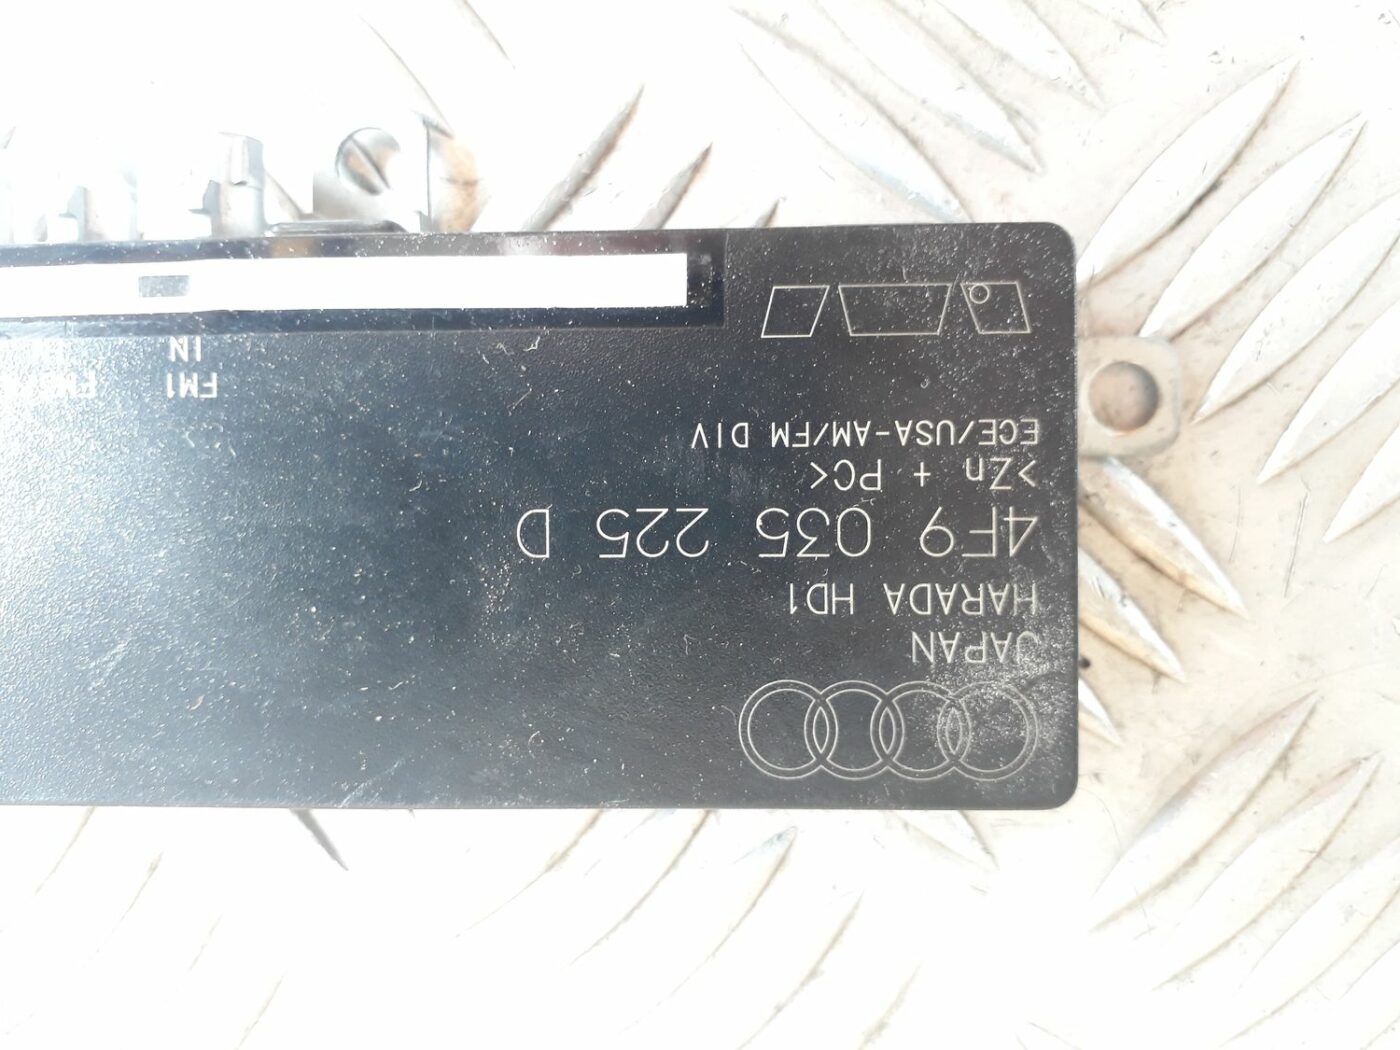 JAPAN
HARADA HD1
4F9 035 225 D
>Zn + PC<
ECE/USA-AM/FM DIV
FM1
IN